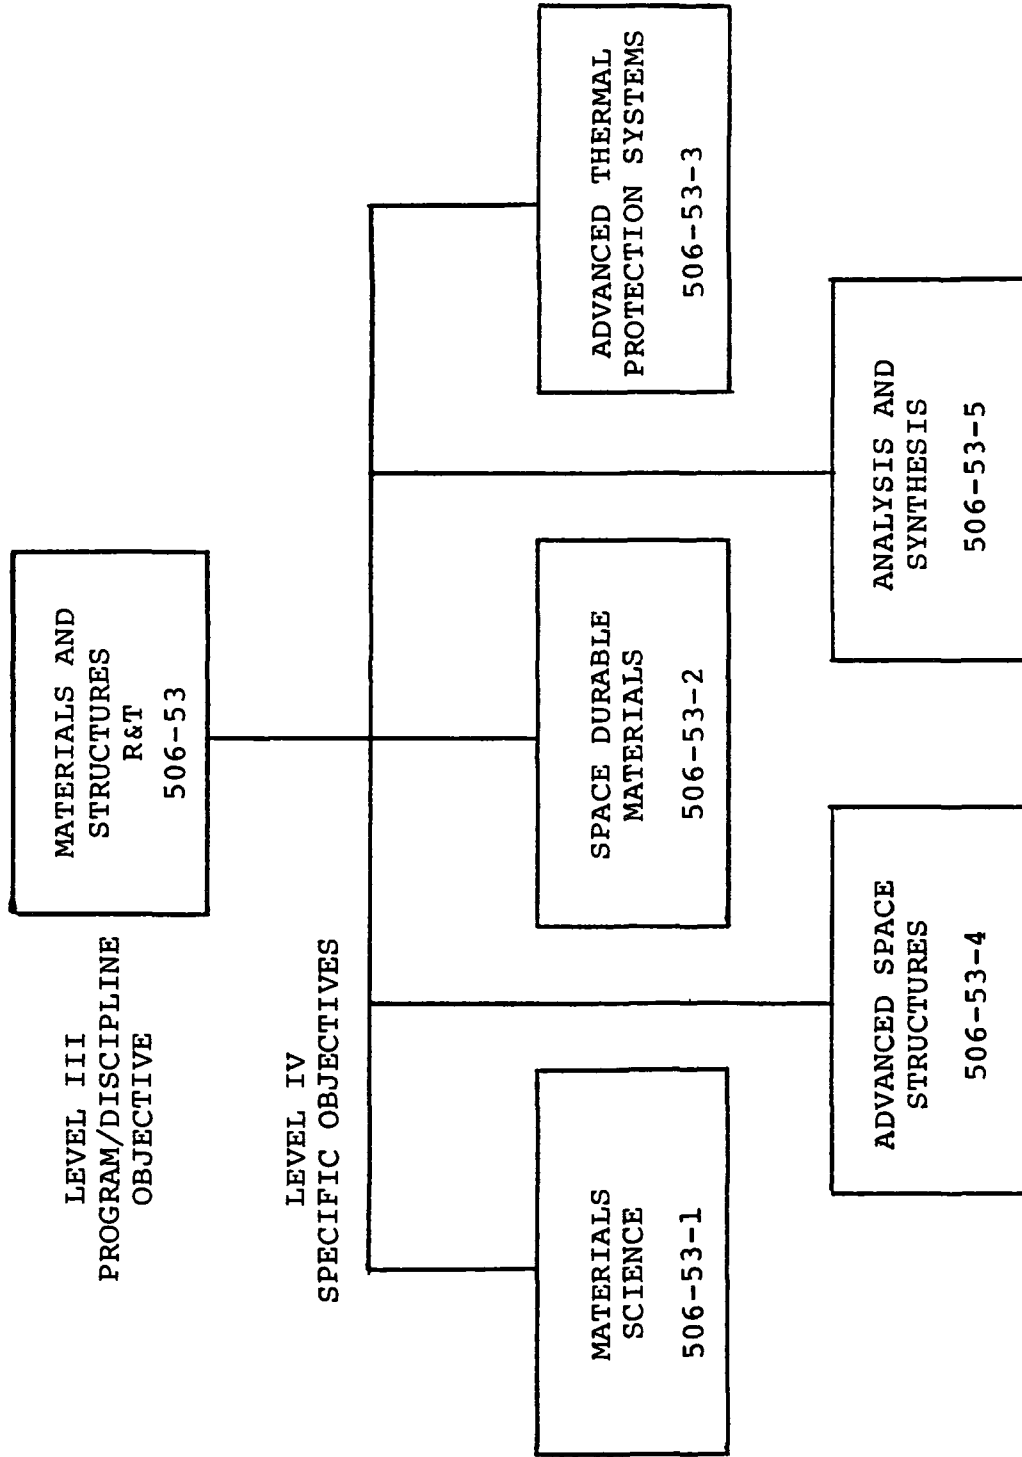 LEVEL III
PROGRAM/DISCIPLINE
OBJECTIVE
MATERIALS AND
STRUCTURES
R&T
506-53
LEVEL IV
SPECIFIC OBJECTIVES
MATERIALS
SCIENCE
506-53-1
SPACE DURABLE
MATERIALS
506-53-2
ADVANCED THERMAL
PROTECTION SYSTEMS
506-53-3
ADVANCED SPACE
STRUCTURES
506-53-4
ANALYSIS AND
SYNTHESIS
506-53-5